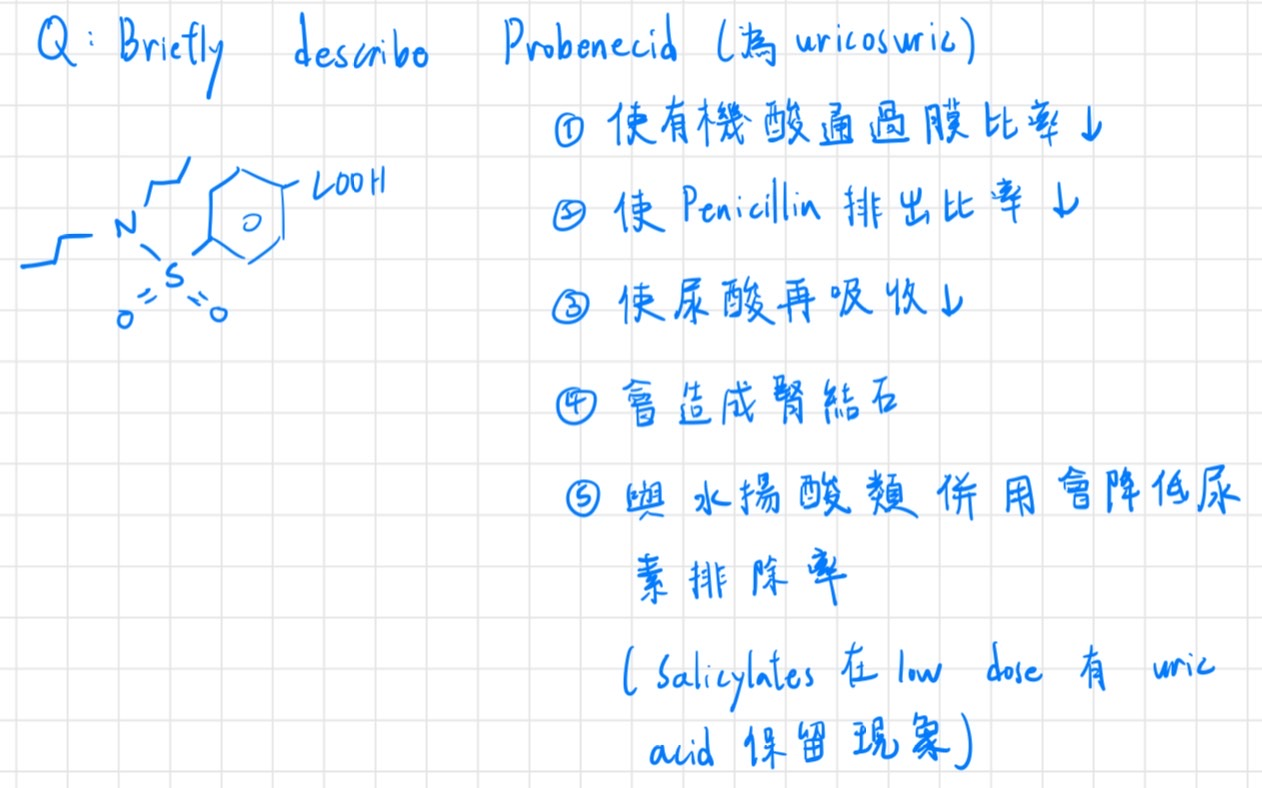 Q: Briefly describe Probenecid (為 uricosuric)
① 使有機酸通過膜比率↓
② 使 Penicillin 排出比率↓
③ 使尿酸再吸收↓
④ 會造成腎結石
⑤ 與水揚酸類併用會降低尿
素排除率
(Salicylates 在 low dose 有 uric
acid 保留現象)
COOH
N
S
O O